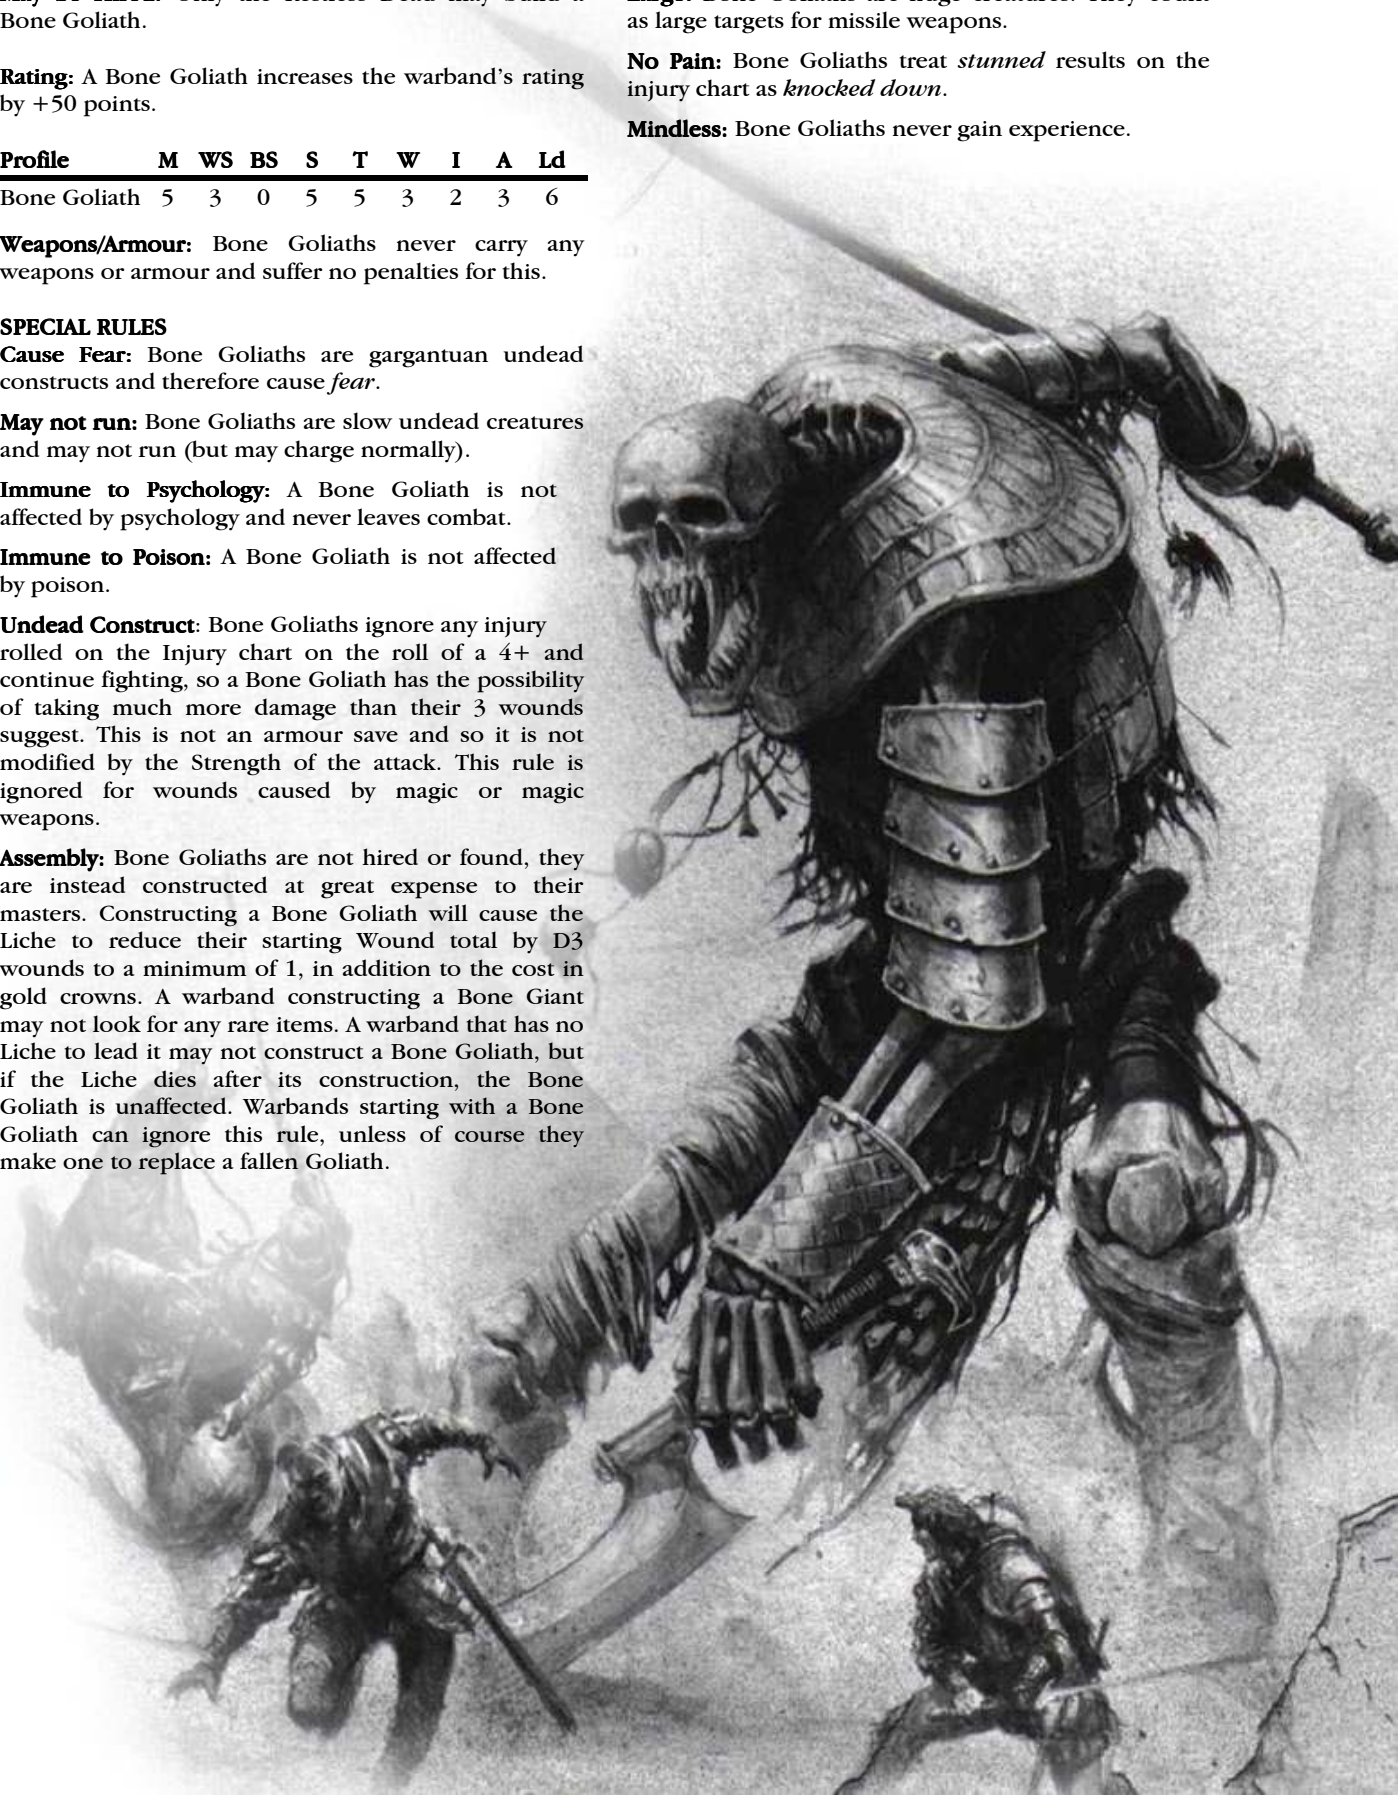 Bone Goliath.
Rating: A Bone Goliath increases the warband's rating
by +50 points.
Profile M WS BS S T W I A Ld
Bone Goliath 5 3 0 5 5 3 2 3 6
Weapons/Armour: Bone Goliaths never carry any
weapons or armour and suffer no penalties for this.
SPECIAL RULES
Cause Fear: Bone Goliaths are gargantuan undead
constructs and therefore cause fear.
May not run: Bone Goliaths are slow undead creatures
and may not run (but may charge normally).
Immune to Psychology: A Bone Goliath is not
affected by psychology and never leaves combat.
Immune to Poison: A Bone Goliath is not affected
by poison.
Undead Construct: Bone Goliaths ignore any injury
rolled on the Injury chart on the roll of a 4+ and
continue fighting, so a Bone Goliath has the possibility
of taking much more damage than their 3 wounds
suggest. This is not an armour save and so it is not
modified by the Strength of the attack. This rule is
ignored for wounds caused by magic or magic
weapons.
Assembly: Bone Goliaths are not hired or found, they
are instead constructed at great expense to their
masters. Constructing a Bone Goliath will cause the
Liche to reduce their starting Wound total by D3
wounds to a minimum of 1, in addition to the cost in
gold crowns. A warband constructing a Bone Giant
may not look for any rare items. A warband that has no
Liche to lead it may not construct a Bone Goliath, but
if the Liche dies after its construction, the Bone
Goliath is unaffected. Warbands starting with a Bone
Goliath can ignore this rule, unless of course they
make one to replace a fallen Goliath.
as large targets for missile weapons.
No Pain: Bone Goliaths treat stunned results on the
injury chart as knocked down.
Mindless: Bone Goliaths never gain experience.